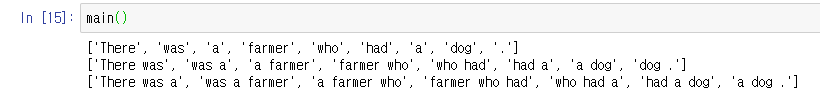 In [15]: main()
['There', 'was', 'a', 'farmer', 'who', 'had', 'a', 'dog', '.']
['There was', 'was a', 'a farmer', 'farmer who', 'who had', 'had a', 'a dog', 'dog .']
['There was a', 'was a farmer', 'a farmer who', 'farmer who had', 'who had a', 'had a dog', 'a dog .']